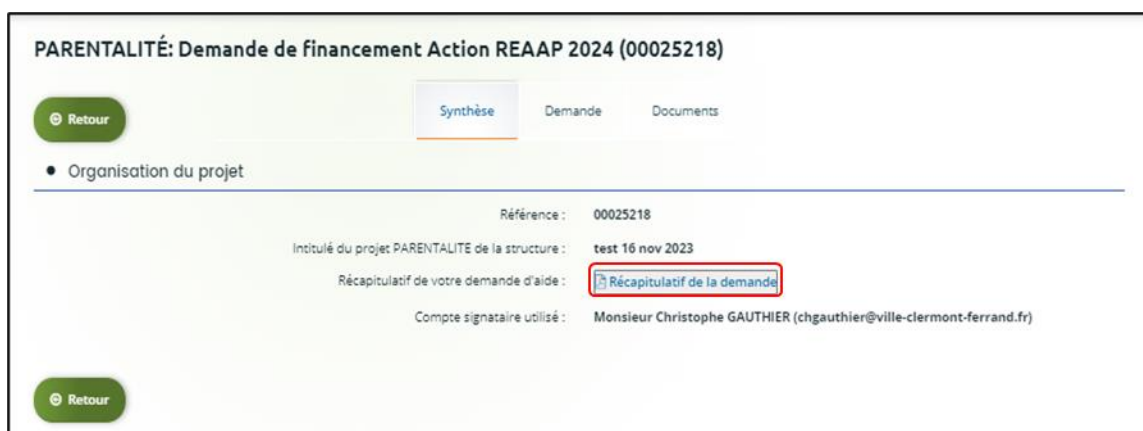 PARENTALITÉ: Demande de financement Action REAAP 2024 (00025218)
Retour
Synthèse Demande Documents
Organisation du projet
Référence : 00025218
Intitulé du projet PARENTALITE de la structure : test 16 nov 2023
Récapitulatif de votre demande d'aide : Récapitulatif de la demande
Compte signataire utilisé : Monsieur Christophe GAUTHIER (chgauthier@ville-clermont-ferrand.fr)
Retour